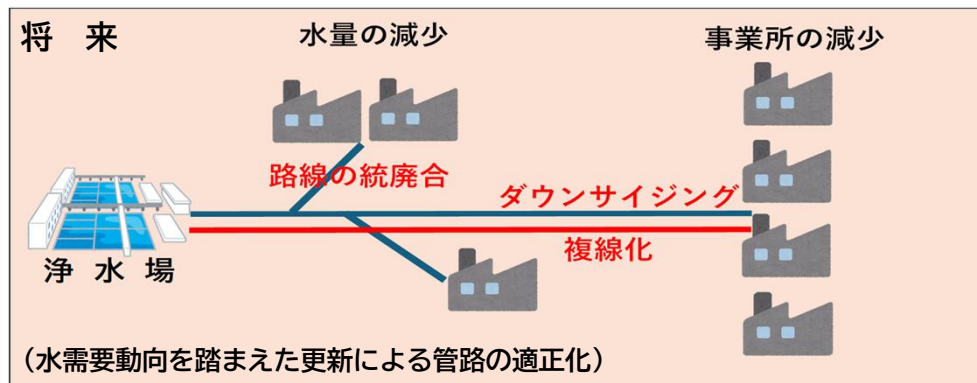 将　来
水量の減少
事業所の減少
路線の統廃合
ダウンサイジング
複線化
浄 水 場
（水需要動向を踏まえた更新による管路の適正化）